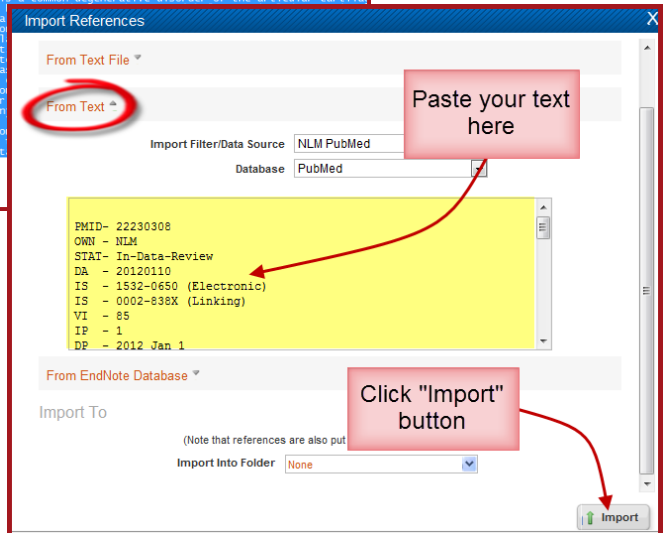 Import References
X
From Text File
From Text
Paste your text
here
Import Filter/Data Source NLM PubMed
Database PubMed
PMID- 22230308
OWN - NLM
STAT- In-Data-Review
DA - 20120110
IS - 1532-0650 (Electronic)
IS - 0002-838X (Linking)
VI - 85
IP - 1
DP - 2012 Jan 1
From EndNote Database
Import To
Click "Import"
button
(Note that references are also put
Import Into Folder None
Import